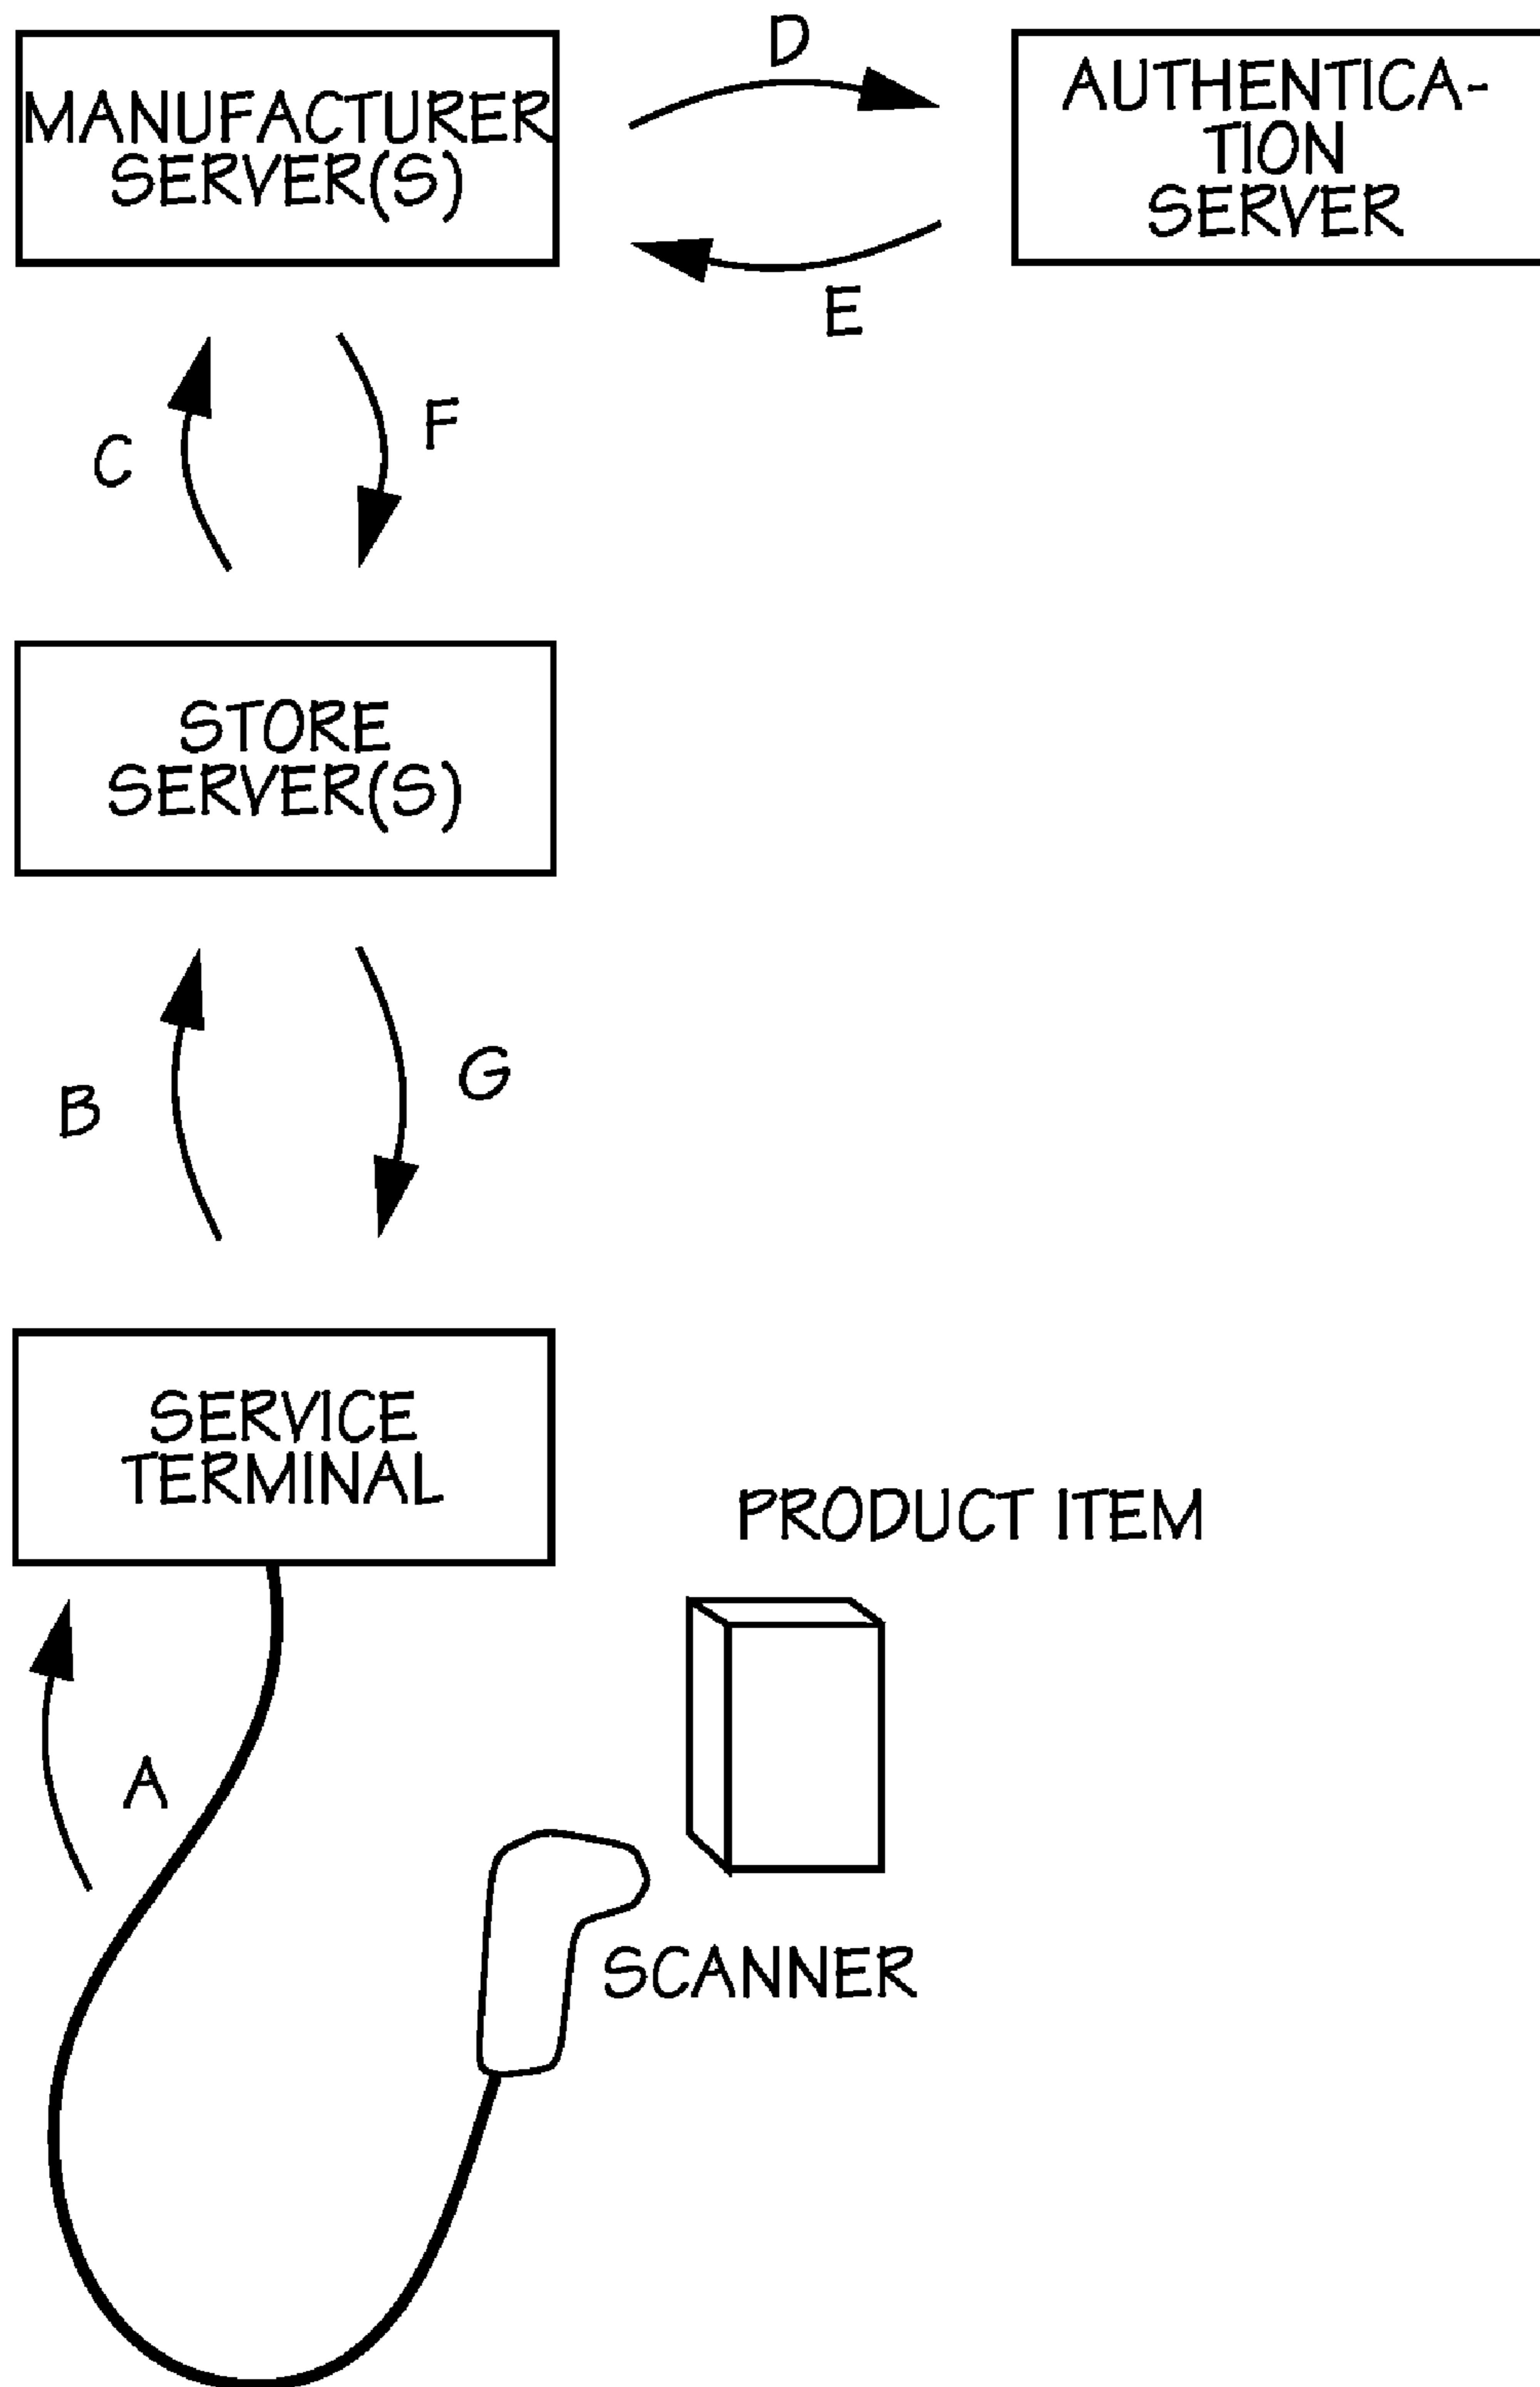 D
MANUFACTURER
SERVER(S)
AUTHENTICA-
TION
SERVER
E
C
F
STORE
SERVER(S)
B
G
SERVICE
TERMINAL
PRODUCT ITEM
A
SCANNER